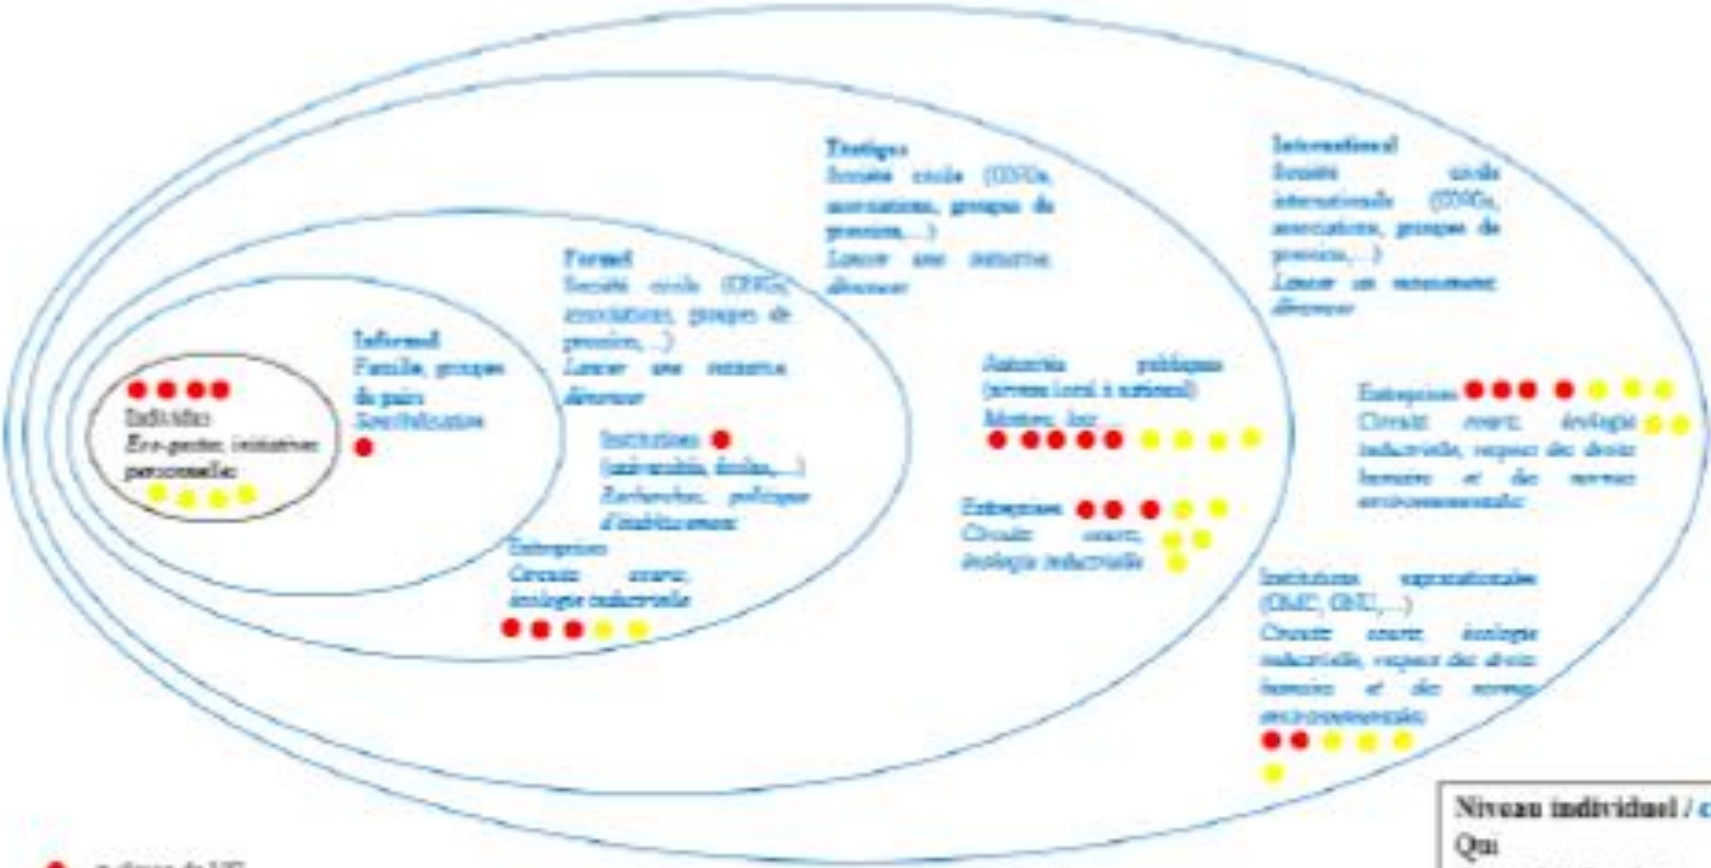 Individus
Eco-gestes, initiatives
personnelles
Informel
Famille, groupes
de pairs
Sensibilisation
Formel
Société civile (ONGs,
associations, groupes de
pression,...)
Lancer une initiative,
dénoncer
Institutions
(universités, écoles,...)
Recherches, politique
d'établissement
Entreprises
Circuits courts,
écologie industrielle
Etatique
Société civile (ONGs,
associations, groupes de
pression,...)
Lancer une initiative,
dénoncer
Autorités publiques
(niveau local à national)
Entreprises
Circuits courts,
écologie industrielle
International
Société civile
internationale (ONGs,
associations, groupes de
pression,...)
Lancer un mouvement,
dénoncer
Entreprises
Circuits courts, écologie
industrielle, respect des droits
humains et des normes
environnementales
Institutions supranationales
(OMC, ONU,...)
Circuits courts, écologie
industrielle, respect des droits
humains et des normes
environnementales
Niveau individuel / c
Qui